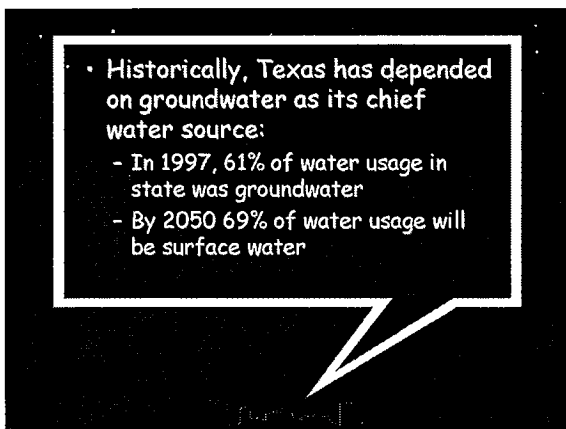 • Historically, Texas has depended
on groundwater as its chief
water source:
- In 1997, 61% of water usage in
state was groundwater
- By 2050 69% of water usage will
be surface water